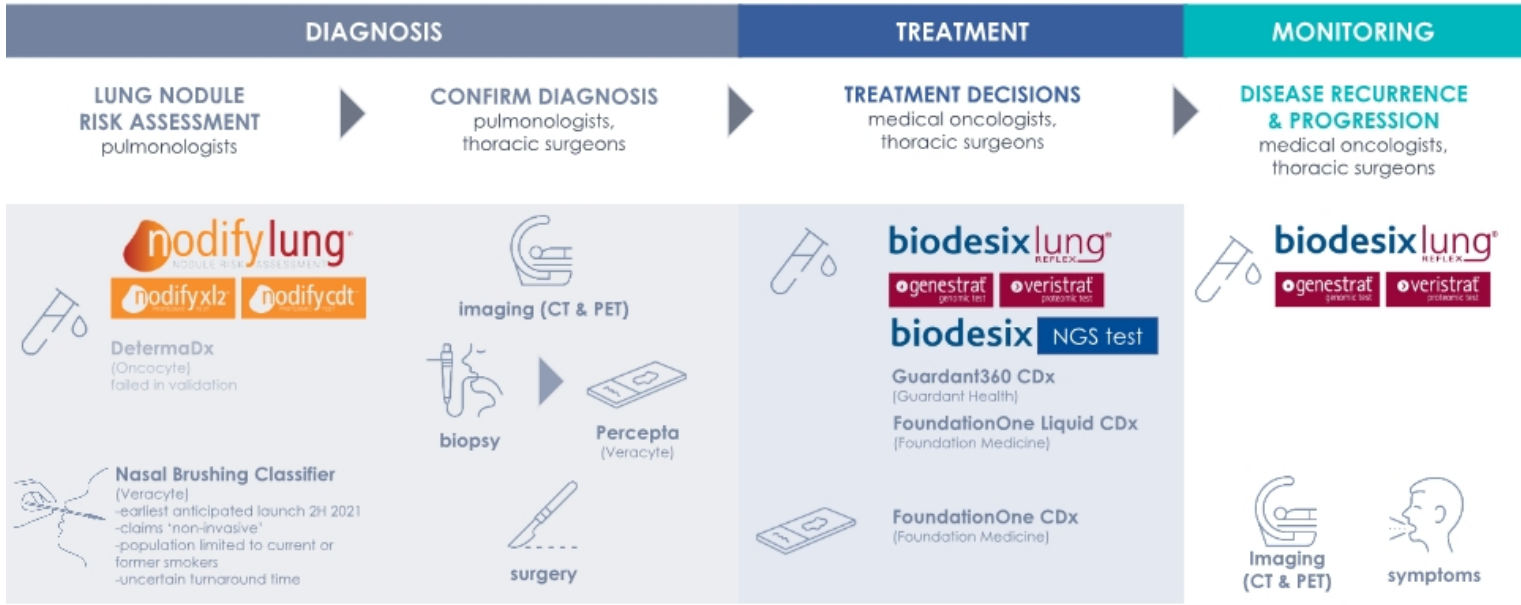 DIAGNOSIS
TREATMENT
MONITORING
LUNG NODULE
RISK ASSESSMENT
pulmonologists
CONFIRM DIAGNOSIS
pulmonologists,
thoracic surgeons
TREATMENT DECISIONS
medical oncologists,
thoracic surgeons
DISEASE RECURRENCE
& PROGRESSION
medical oncologists,
thoracic surgeons
nodifylung®
NODULE RISK ASSESSMENT
nodifyxl2®
nodifycdt
DetermaDx
(Oncocyte)
failed in validation
Nasal Brushing Classifier
(Veracyte)
-earliest anticipated launch 2H 2021
-claims ‘non-invasive’
-population limited to current or
former smokers
-uncertain turnaround time
imaging (CT & PET)
biopsy
Percepta
(Veracyte)
surgery
biodesix lung®
REFLEX
genestrat®
genomic test
veristrat®
proteomic test
biodesix NGS test
Guardant360 CDx
(Guardant Health)
FoundationOne Liquid CDx
(Foundation Medicine)
FoundationOne CDx
(Foundation Medicine)
biodesix lung®
REFLEX
genestrat®
genomic test
veristrat®
proteomic test
Imaging
(CT & PET)
symptoms